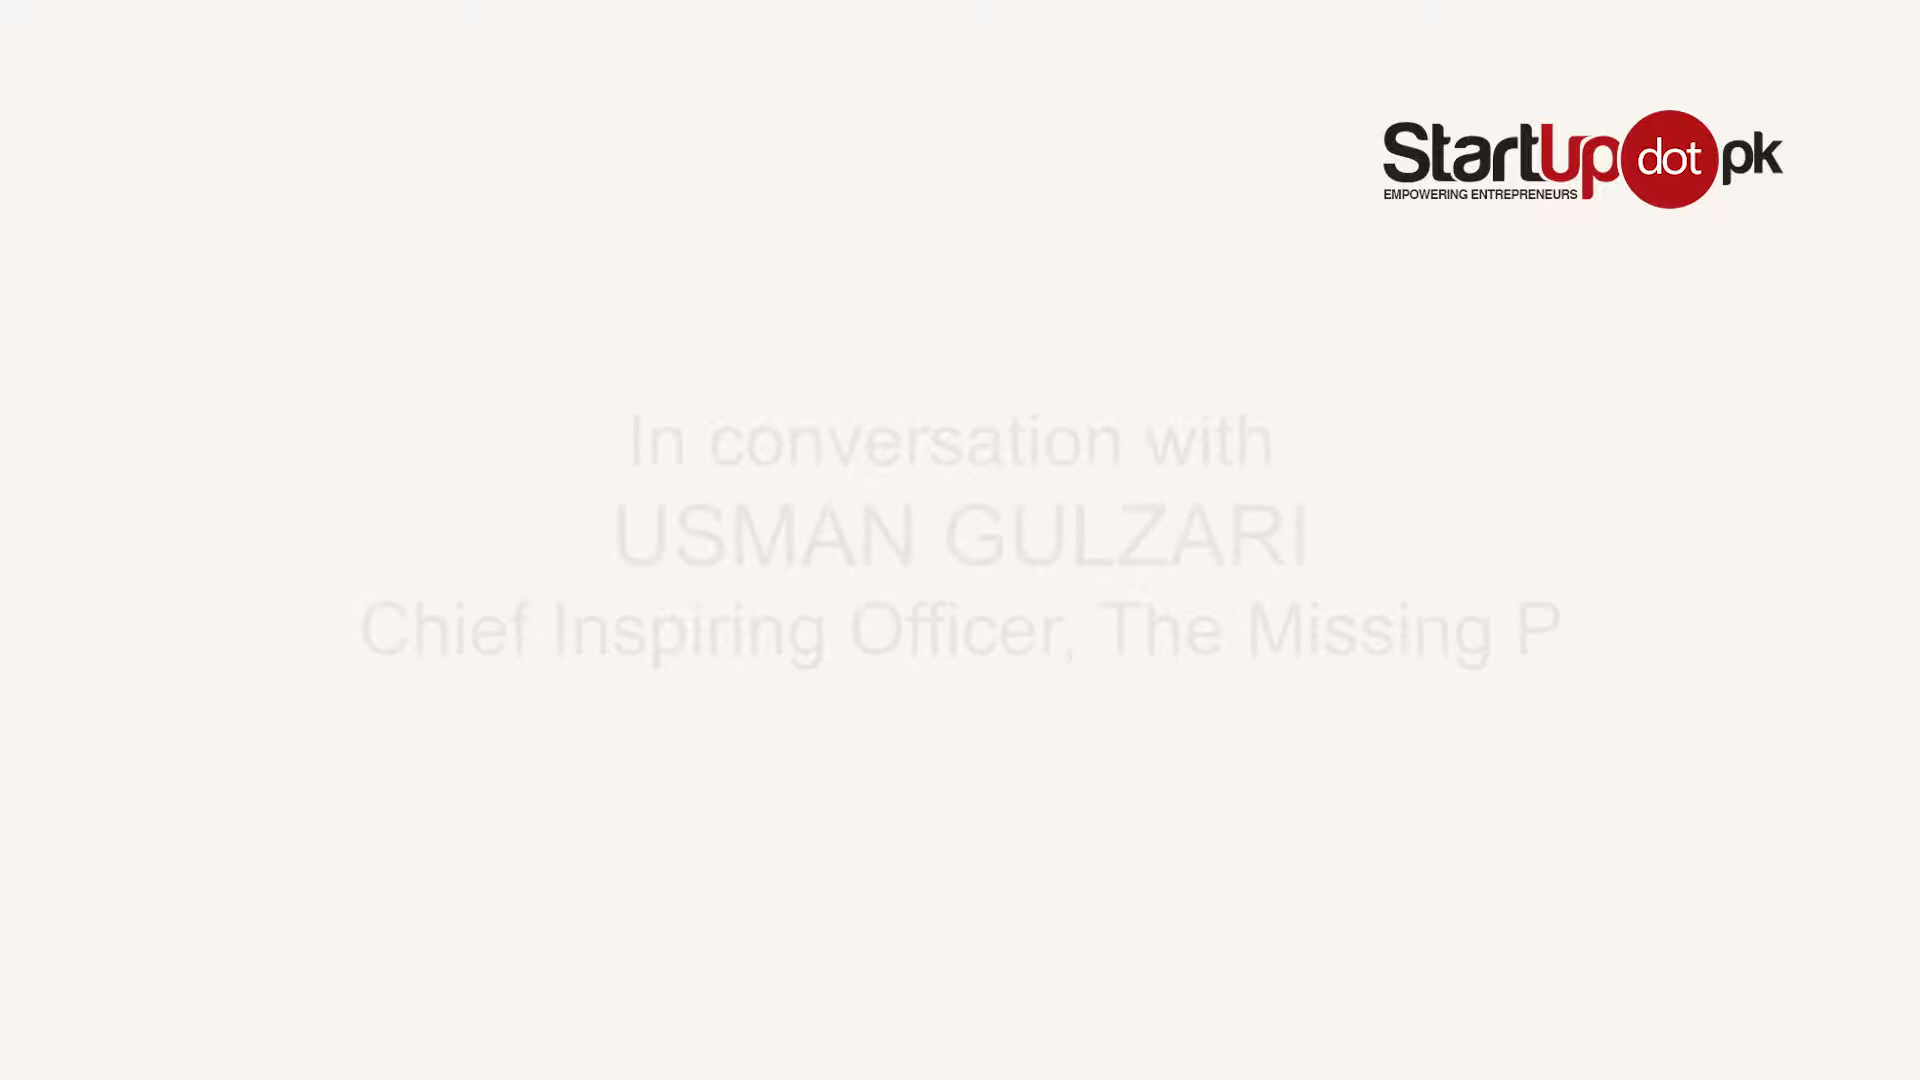 StartUp dot pk
EMPOWERING ENTREPRENEURS
In conversation with
USMAN GULZARI
Chief Inspiring Officer, The Missing P